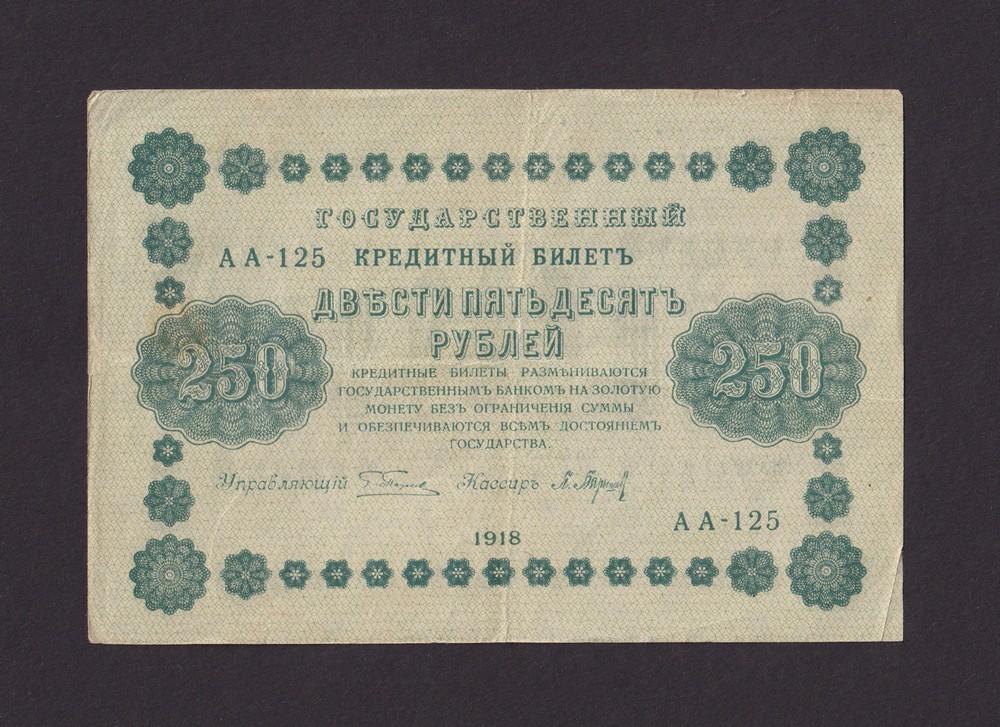 ГОСУДАРСТВЕННЫЙ
АА-125 КРЕДИТНЫЙ БИЛЕТЪ
ДВѢСТИ ПЯТЬДЕСЯТЪ
РУБЛЕЙ
250 250
КРЕДИТНЫЕ БИЛЕТЫ РАЗМѢНИВАЮТСЯ
ГОСУДАРСТВЕННЫМЪ БАНКОМЪ НА ЗОЛОТУЮ
МОНЕТУ БЕЗЪ ОГРАНИЧЕНІЯ СУММЫ
И ОБЕЗПЕЧИВАЮТСЯ ВСѢМЪ ДОСТОЯНІЕМЪ
ГОСУДАРСТВА.
Управляющій Кассиръ
АА-125
1918